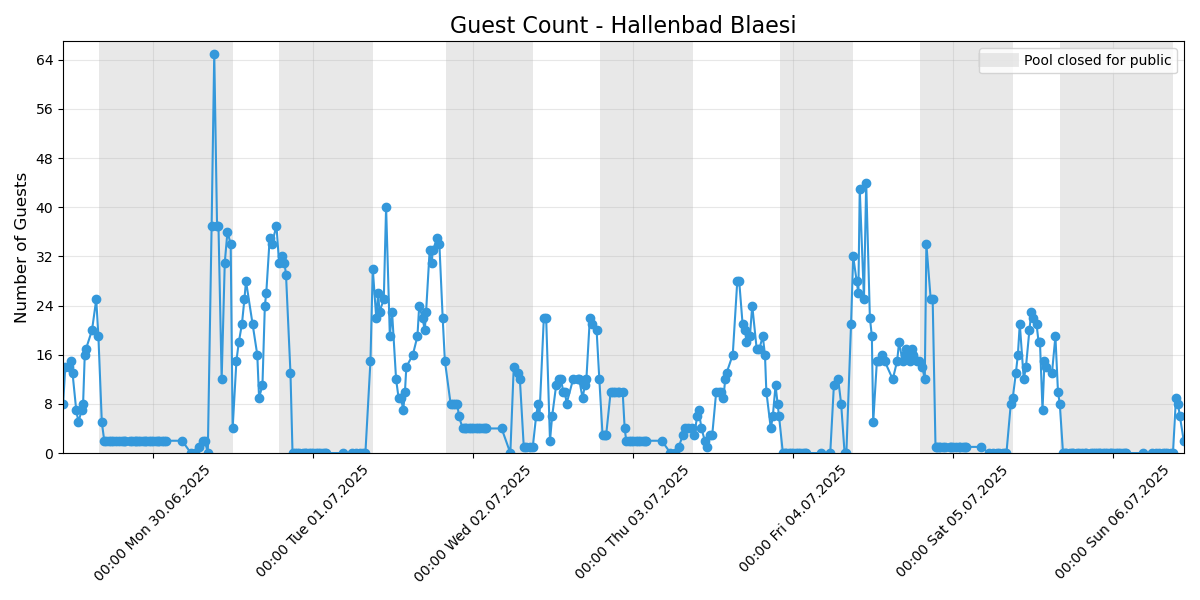 Guest Count - Hallenbad Blaesi
Pool closed for public
Number of Guests
64
56
48
40
32
24
16
8
0
00:00 Mon 30.06.2025
00:00 Tue 01.07.2025
00:00 Wed 02.07.2025
00:00 Thu 03.07.2025
00:00 Fri 04.07.2025
00:00 Sat 05.07.2025
00:00 Sun 06.07.2025